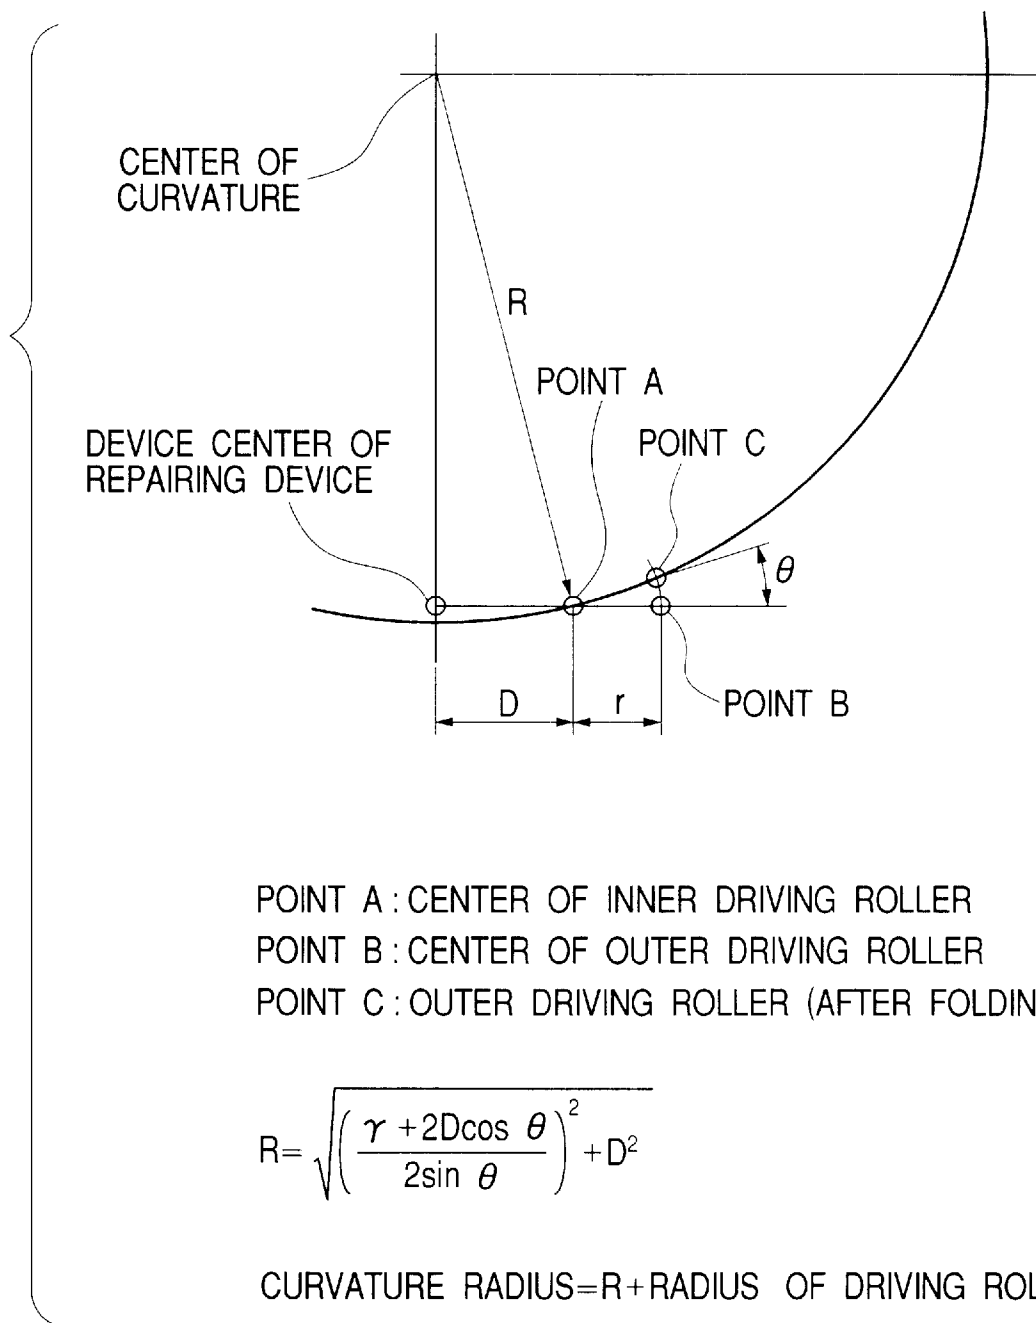 CENTER OF
CURVATURE
R
POINT A
POINT C
DEVICE CENTER OF
REPAIRING DEVICE
θ
D
r
POINT B
POINT A : CENTER OF INNER DRIVING ROLLER
POINT B : CENTER OF OUTER DRIVING ROLLER
POINT C : OUTER DRIVING ROLLER (AFTER
R=√((γ+2Dcos θ)/(2sin θ))²+D²
CURVATURE RADIUS=R+RADIUS OF DRIVING